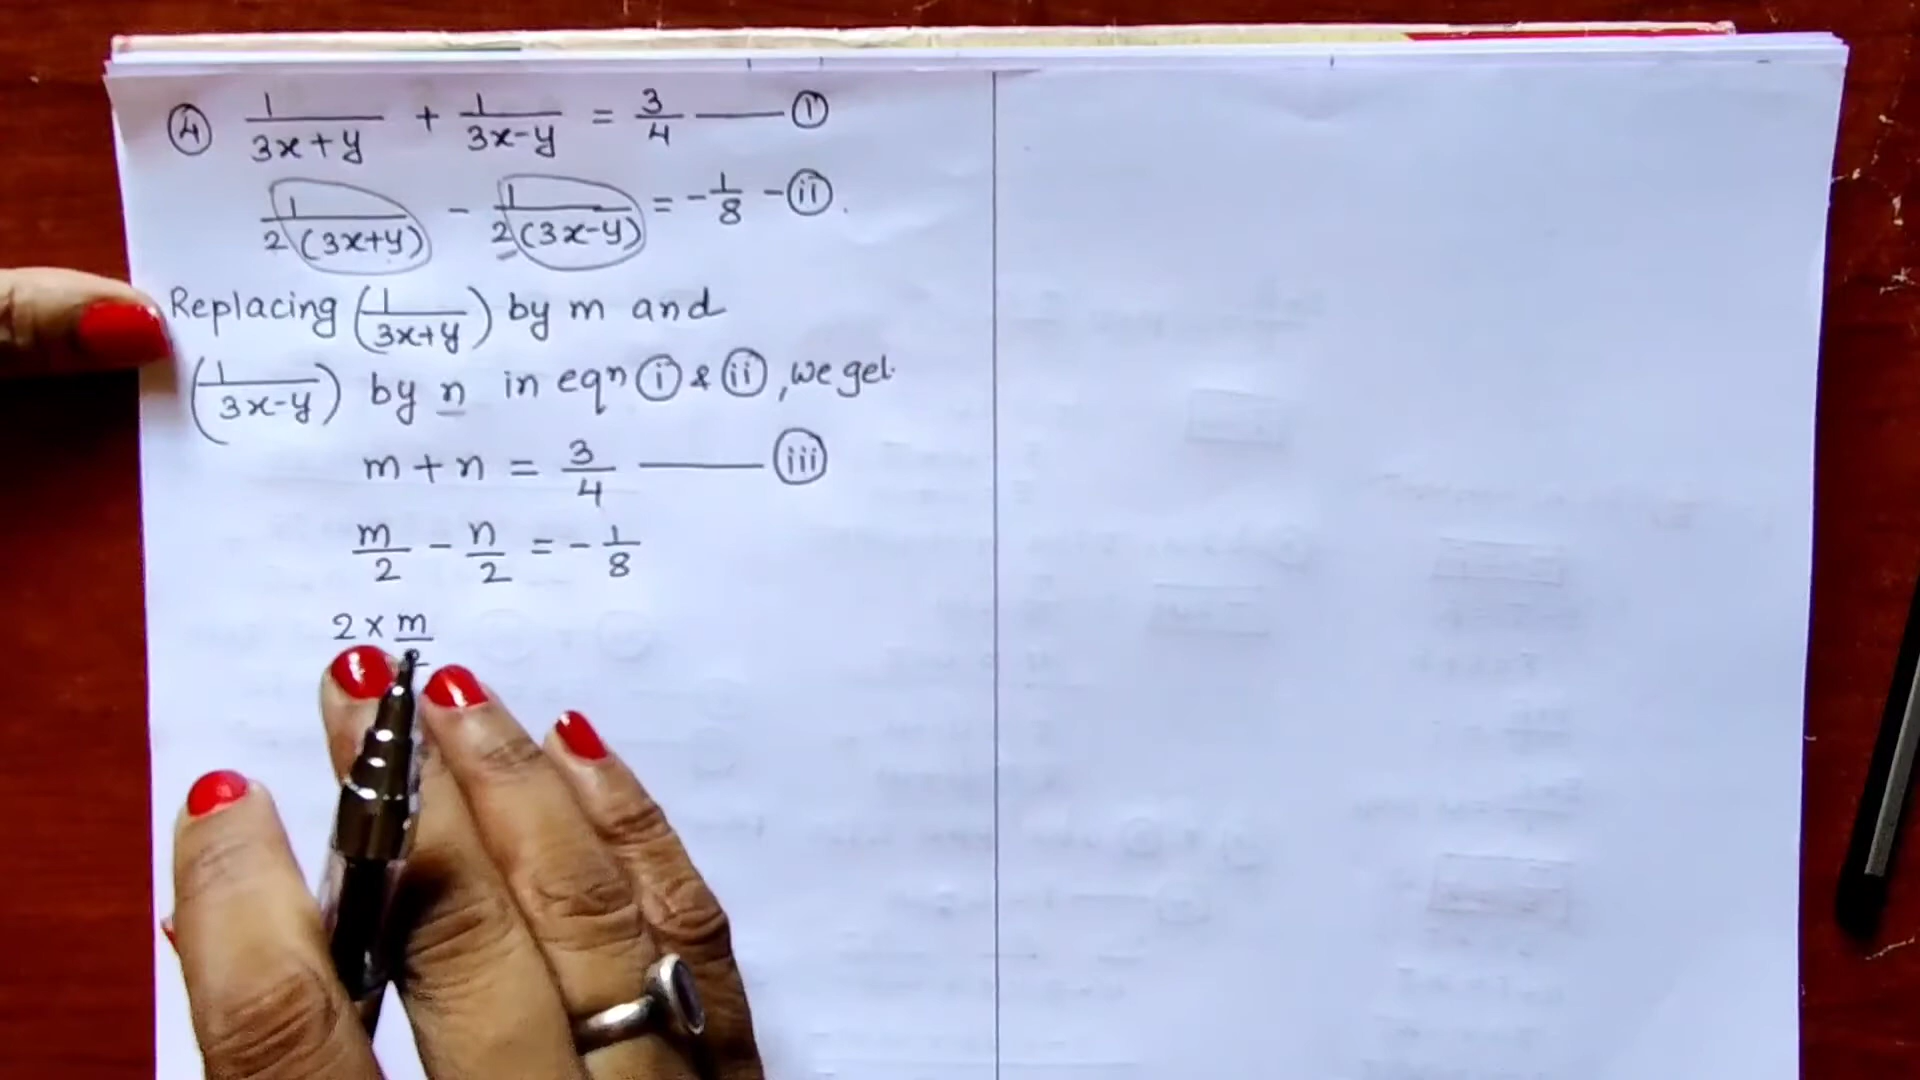 ④ 1/(3x+y) + 1/(3x-y) = 3/4 —— ⓘ
1/2(3x+y) - 1/2(3x-y) = -1/8 - ⓘⓘ.
Replacing (1/3x+y) by m and
(1/3x-y) by n in eqn ⓘ & ⓘⓘ, we get
m + n = 3/4 —— ⓘⓘⓘ
m/2 - n/2 = -1/8
2 × m/2